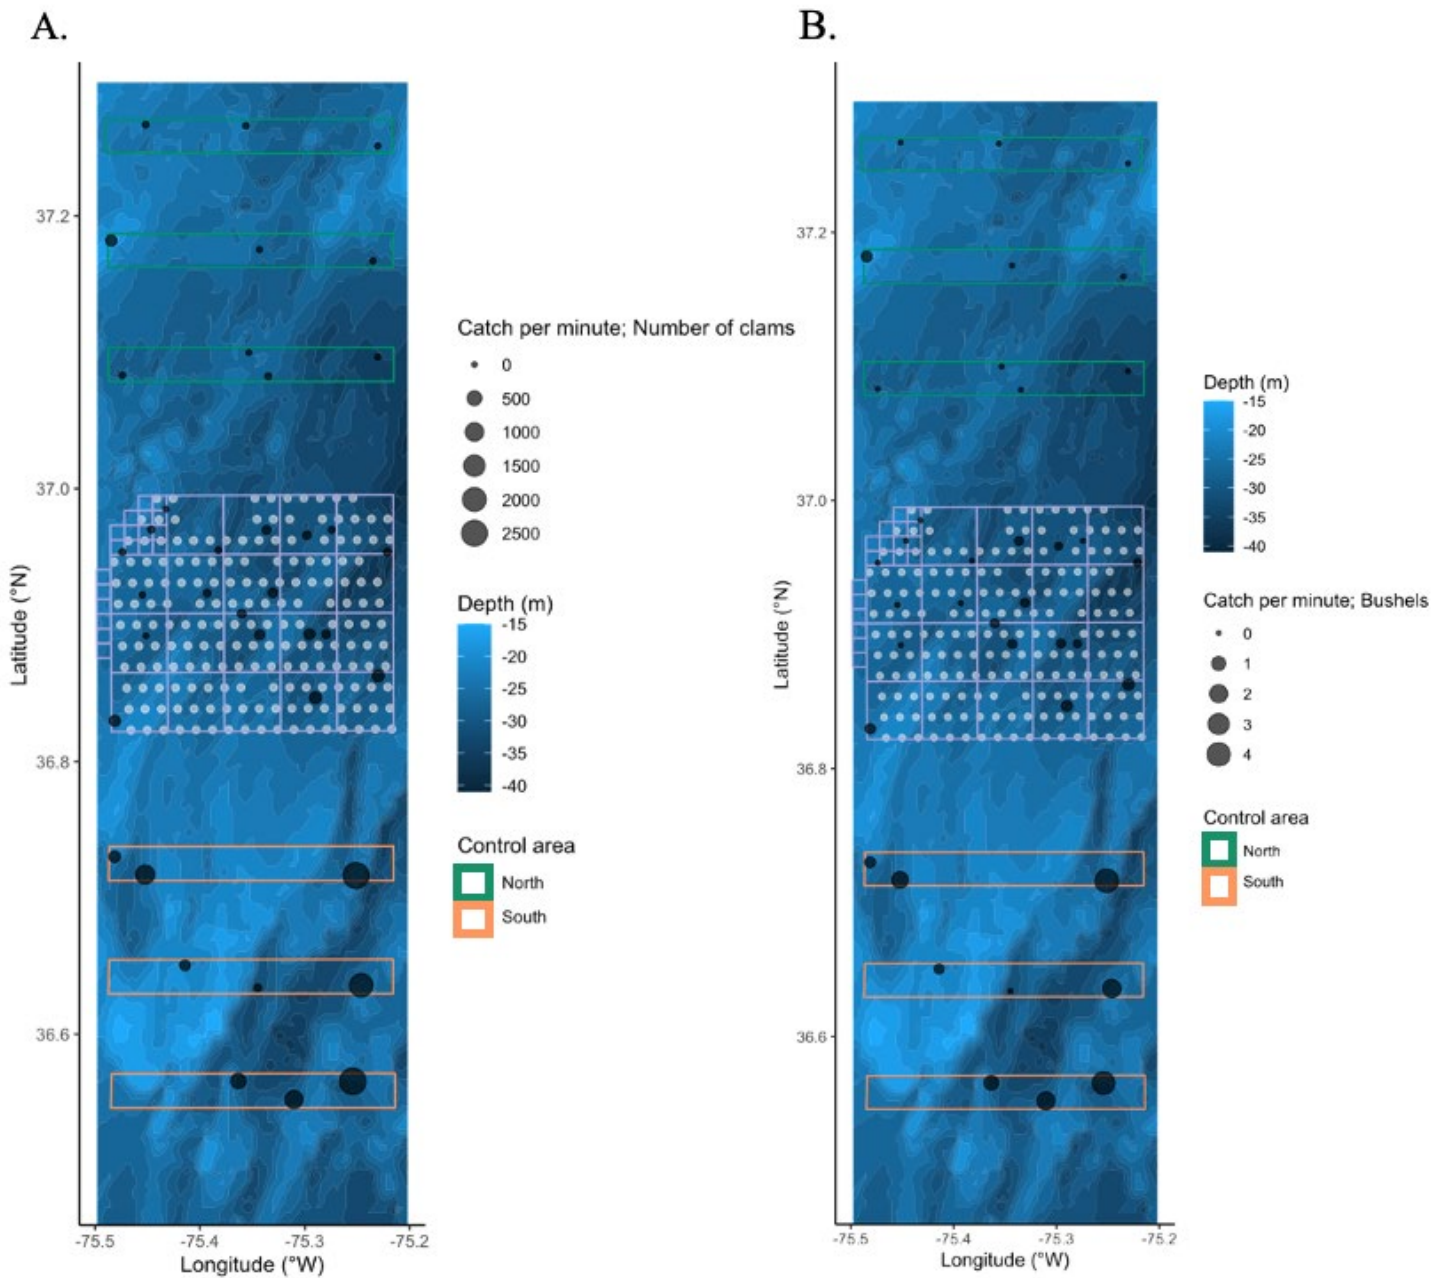 A.
37.2
37.0
36.8
36.6
Latitude (°N)
-75.5 -75.4 -75.3 -75.2
Longitude (°W)
Catch per minute; Number of clams
0
500
1000
1500
2000
2500
Depth (m)
-15
-20
-25
-30
-35
-40
Control area
North
South
B.
37.2
37.0
36.8
36.6
Latitude (°N)
-75.5 -75.4 -75.3 -75.2
Longitude (°W)
Depth (m)
-15
-20
-25
-30
-35
-40
Catch per minute; Bushels
0
1
2
3
4
Control area
North
South